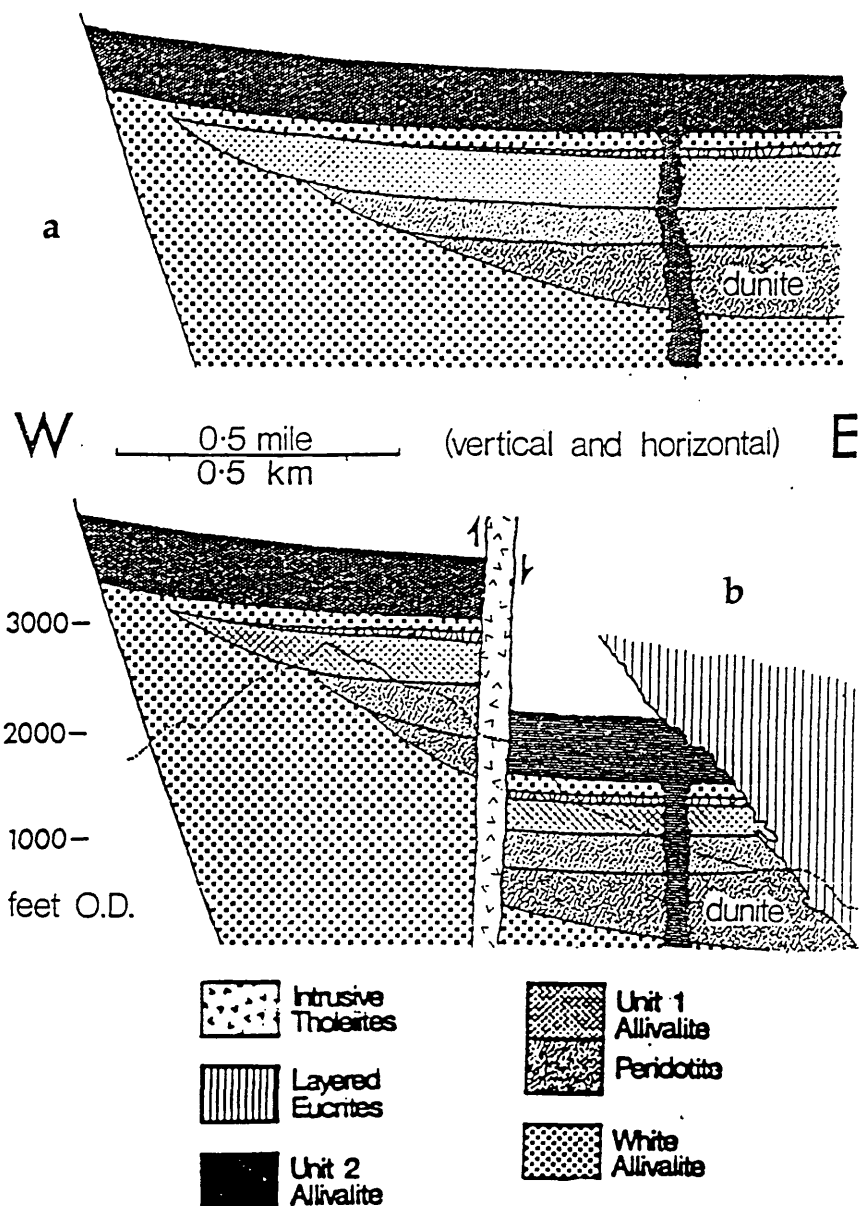 a
dunite
W
0·5 mile
0·5 km
(vertical and horizontal)
E
b
3000–
2000–
1000–
feet O.D.
dunite
Intrusive
Tholeiites
Layered
Eucrites
Unit 2
Allivalite
Unit 1
Allivalite
Peridotite
White
Allivalite